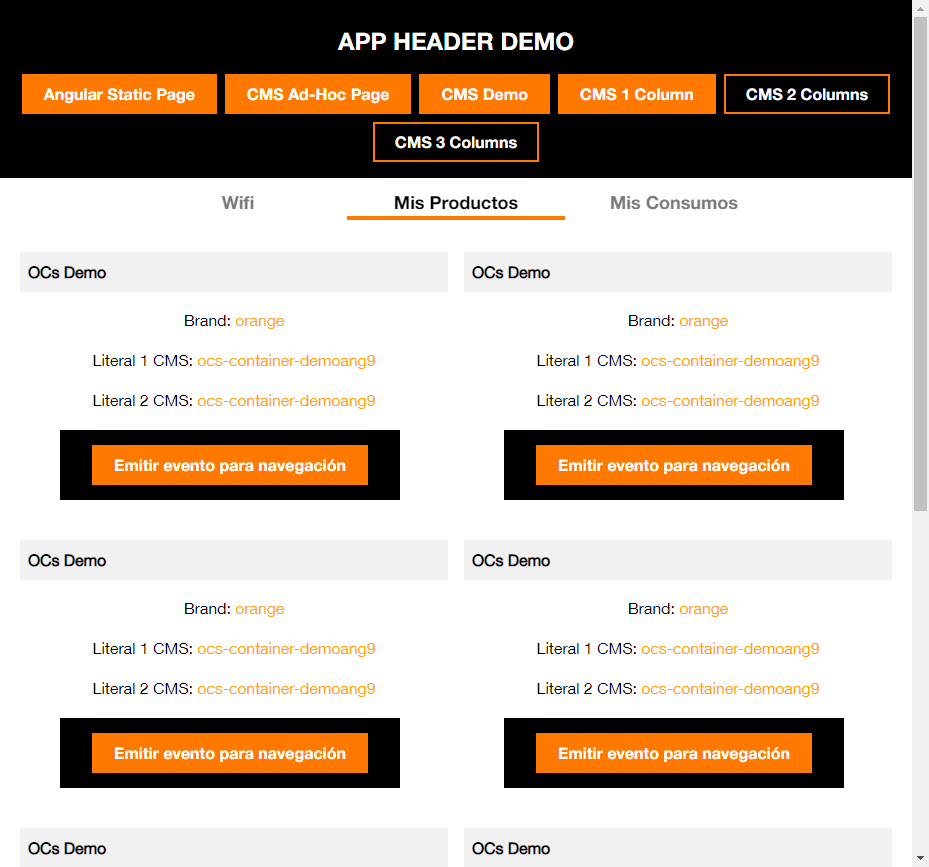 APP HEADER DEMO
Angular Static Page CMS Ad-Hoc Page CMS Demo CMS 1 Column CMS 2 Columns
CMS 3 Columns
Wifi Mis Productos Mis Consumos
OCs Demo OCs Demo
Brand: orange Brand: orange
Literal 1 CMS: ocs-container-demoang9 Literal 1 CMS: ocs-container-demoang9
Literal 2 CMS: ocs-container-demoang9 Literal 2 CMS: ocs-container-demoang9
Emitir evento para navegación Emitir evento para navegación
OCs Demo OCs Demo
Brand: orange Brand: orange
Literal 1 CMS: ocs-container-demoang9 Literal 1 CMS: ocs-container-demoang9
Literal 2 CMS: ocs-container-demoang9 Literal 2 CMS: ocs-container-demoang9
Emitir evento para navegación Emitir evento para navegación
OCs Demo OCs Demo